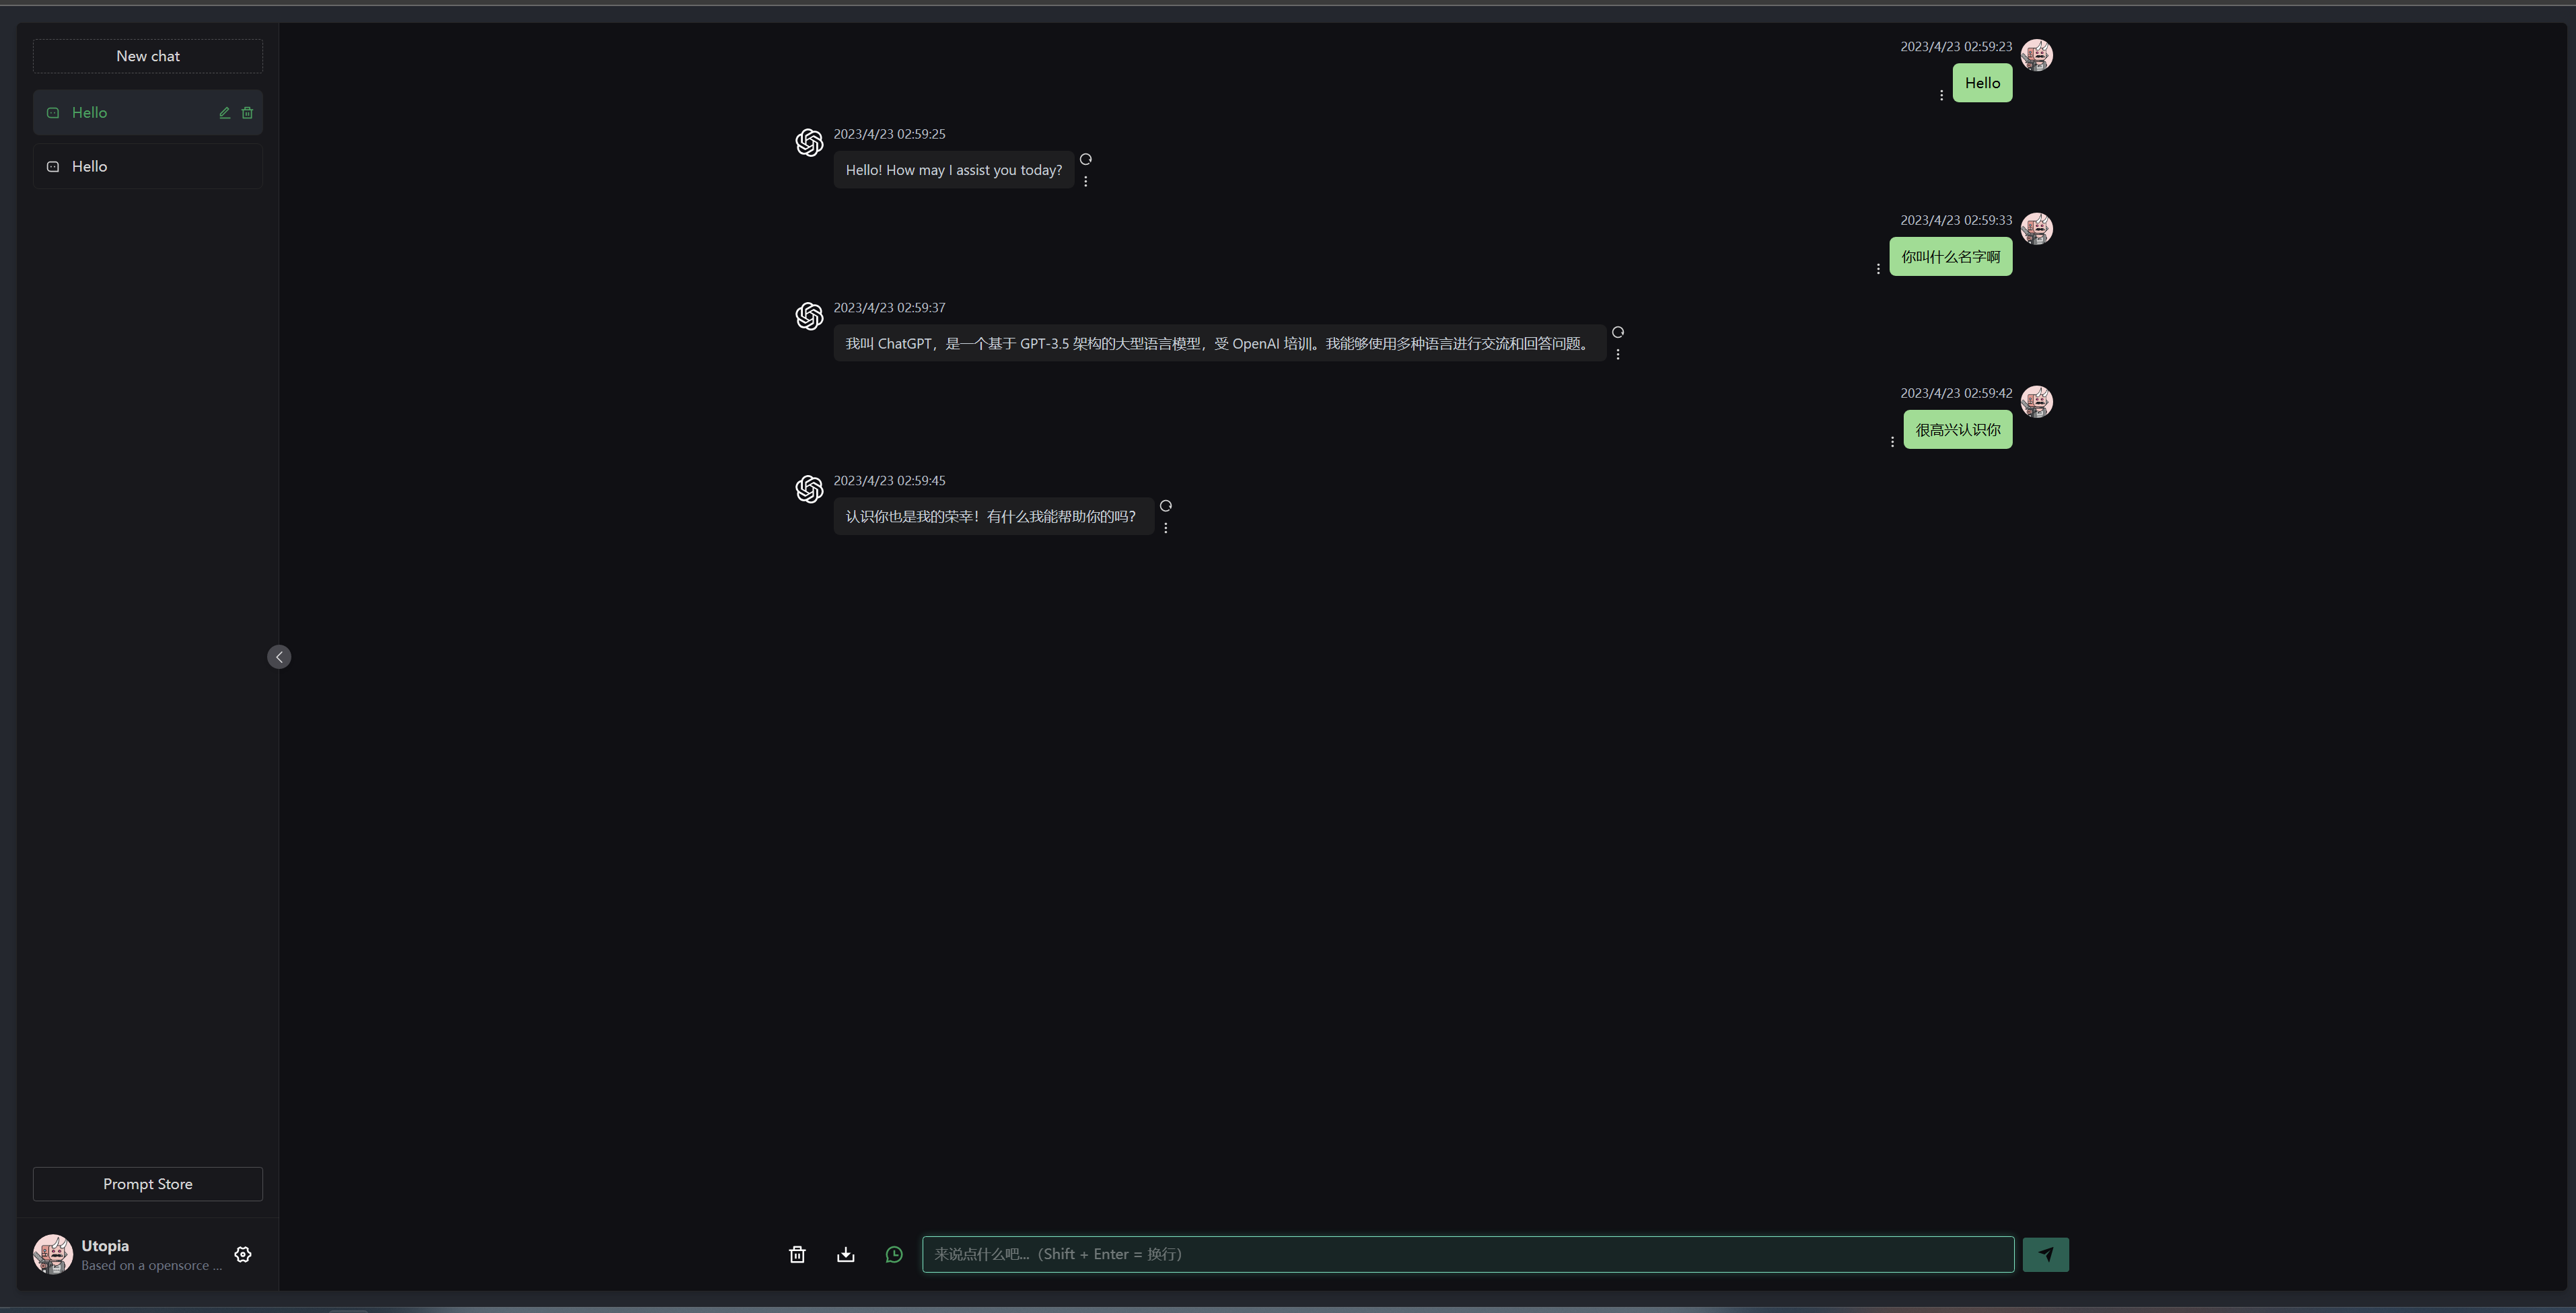 New chat
Hello
Hello
Prompt Store
Utopia
Based on a opensorce ...
2023/4/23 02:59:23
Hello
2023/4/23 02:59:25
Hello! How may I assist you today?
2023/4/23 02:59:33
你叫什么名字啊
2023/4/23 02:59:37
我叫 ChatGPT，是一个基于 GPT-3.5 架构的大型语言模型，受 OpenAI 培训。我能够使用多种语言进行交流和回答问题。
2023/4/23 02:59:42
很高兴认识你
2023/4/23 02:59:45
认识你也是我的荣幸！有什么我能帮助你的吗？
来说点什么吧...（Shift + Enter = 换行）